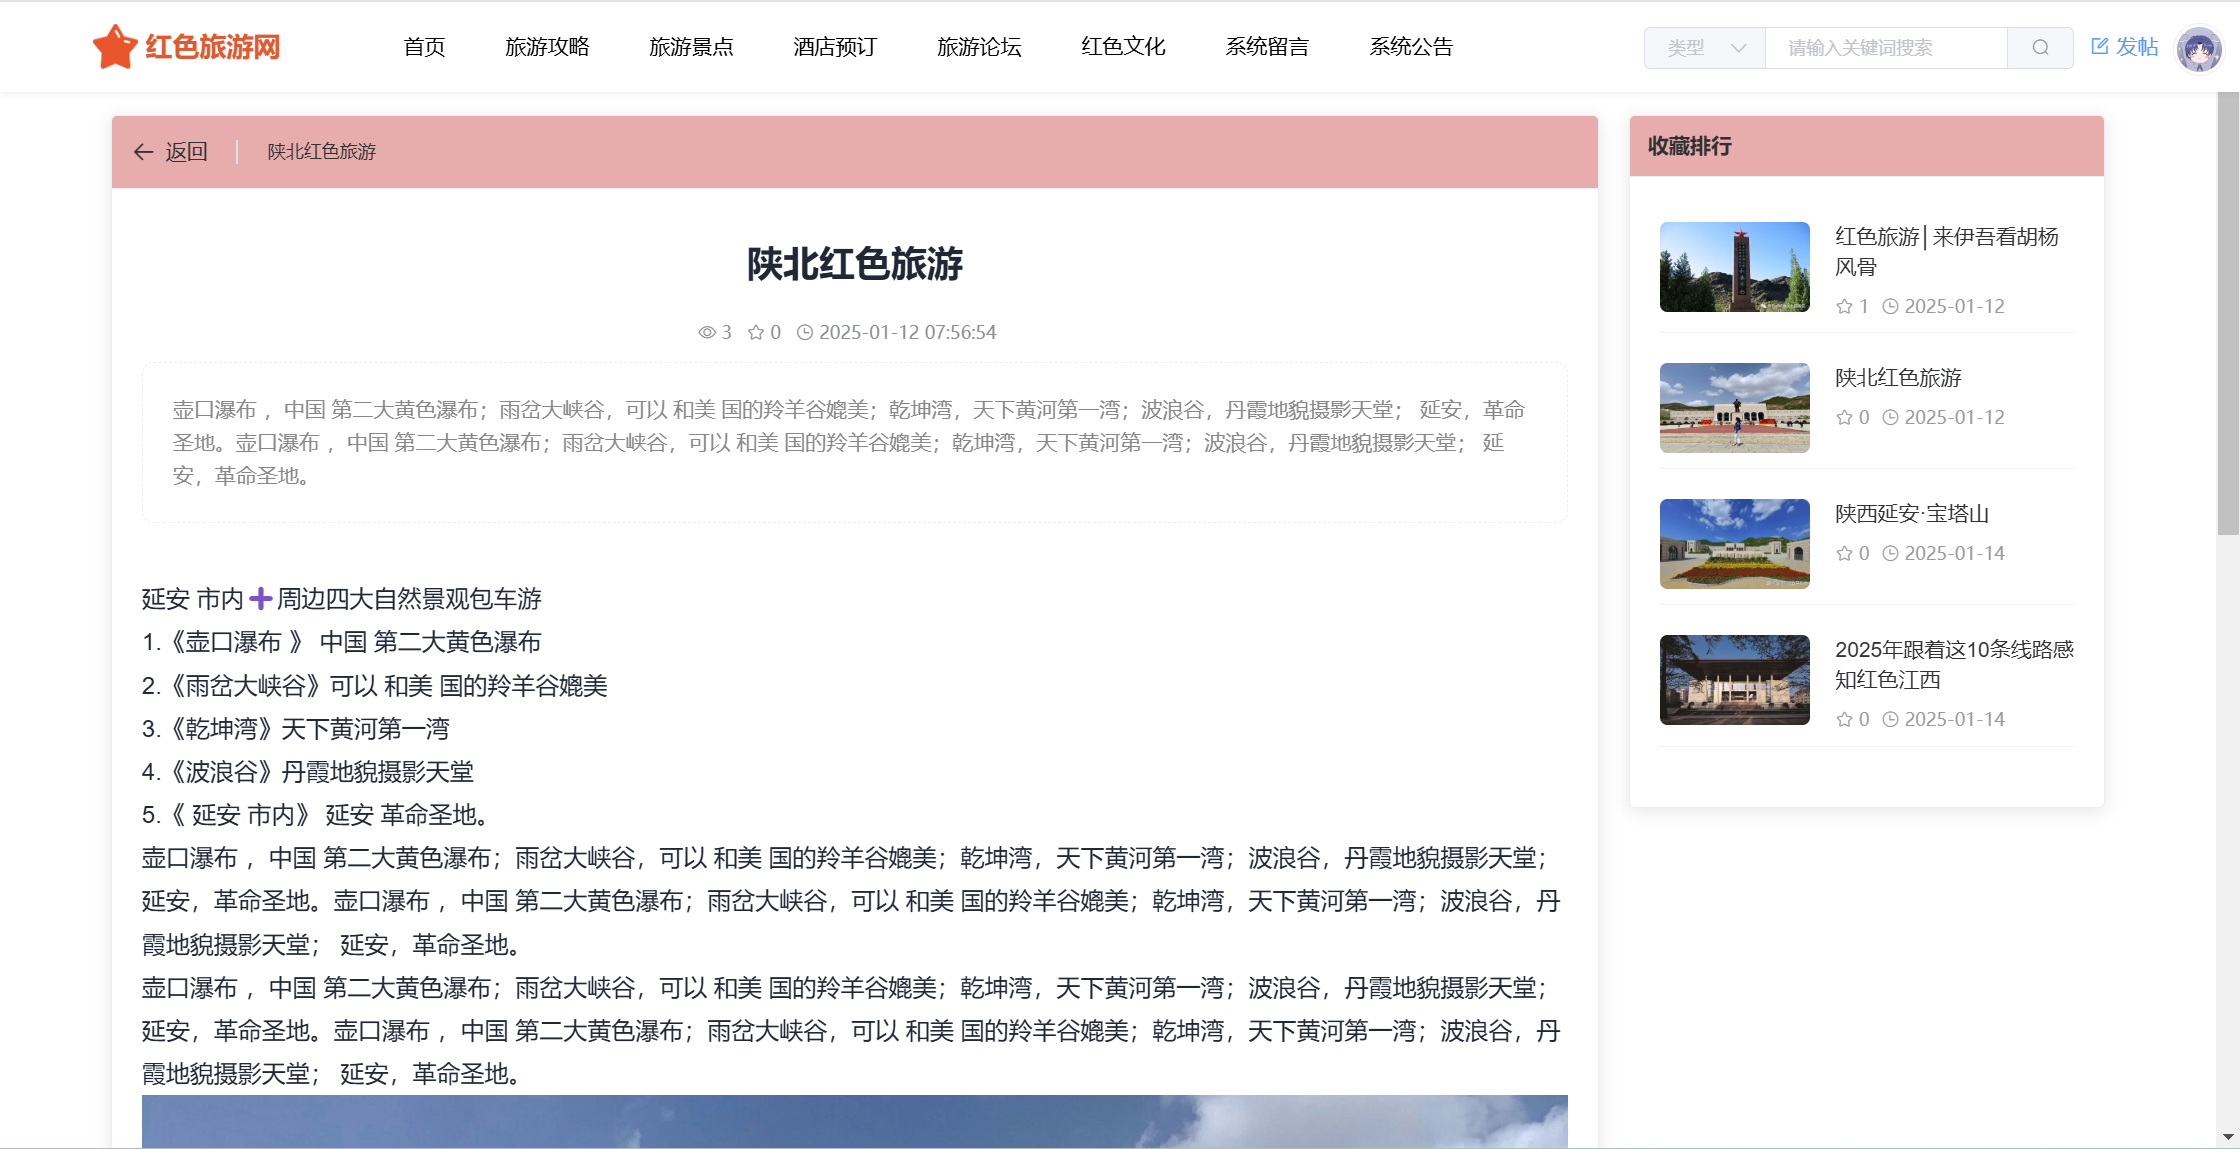 红色旅游网 首页 旅游攻略 旅游景点 酒店预订 旅游论坛 红色文化 系统留言 系统公告 类型 请输入关键词搜索 发帖
返回 陕北红色旅游
陕北红色旅游
3 0 2025-01-12 07:56:54
壶口瀑布 ，中国 第二大黄色瀑布；雨岔大峡谷，可以 和美 国的羚羊谷媲美；乾坤湾，天下黄河第一湾；波浪谷，丹霞地貌摄影天堂； 延安，革命
圣地。壶口瀑布 ，中国 第二大黄色瀑布；雨岔大峡谷，可以 和美 国的羚羊谷媲美；乾坤湾，天下黄河第一湾；波浪谷，丹霞地貌摄影天堂； 延
安，革命圣地。
延安 市内➕周边四大自然景观包车游
1.《壶口瀑布 》 中国 第二大黄色瀑布
2.《雨岔大峡谷》可以 和美 国的羚羊谷媲美
3.《乾坤湾》天下黄河第一湾
4.《波浪谷》丹霞地貌摄影天堂
5.《 延安 市内》 延安 革命圣地。
壶口瀑布 ，中国 第二大黄色瀑布；雨岔大峡谷，可以 和美 国的羚羊谷媲美；乾坤湾，天下黄河第一湾；波浪谷，丹霞地貌摄影天堂；
延安，革命圣地。壶口瀑布 ，中国 第二大黄色瀑布；雨岔大峡谷，可以 和美 国的羚羊谷媲美；乾坤湾，天下黄河第一湾；波浪谷，丹
霞地貌摄影天堂； 延安，革命圣地。
壶口瀑布 ，中国 第二大黄色瀑布；雨岔大峡谷，可以 和美 国的羚羊谷媲美；乾坤湾，天下黄河第一湾；波浪谷，丹霞地貌摄影天堂；
延安，革命圣地。壶口瀑布 ，中国 第二大黄色瀑布；雨岔大峡谷，可以 和美 国的羚羊谷媲美；乾坤湾，天下黄河第一湾；波浪谷，丹
霞地貌摄影天堂； 延安，革命圣地。
收藏排行
红色旅游│来伊吾看胡杨
风骨
1 2025-01-12
陕北红色旅游
0 2025-01-12
陕西延安·宝塔山
0 2025-01-14
2025年跟着这10条线路感
知红色江西
0 2025-01-14